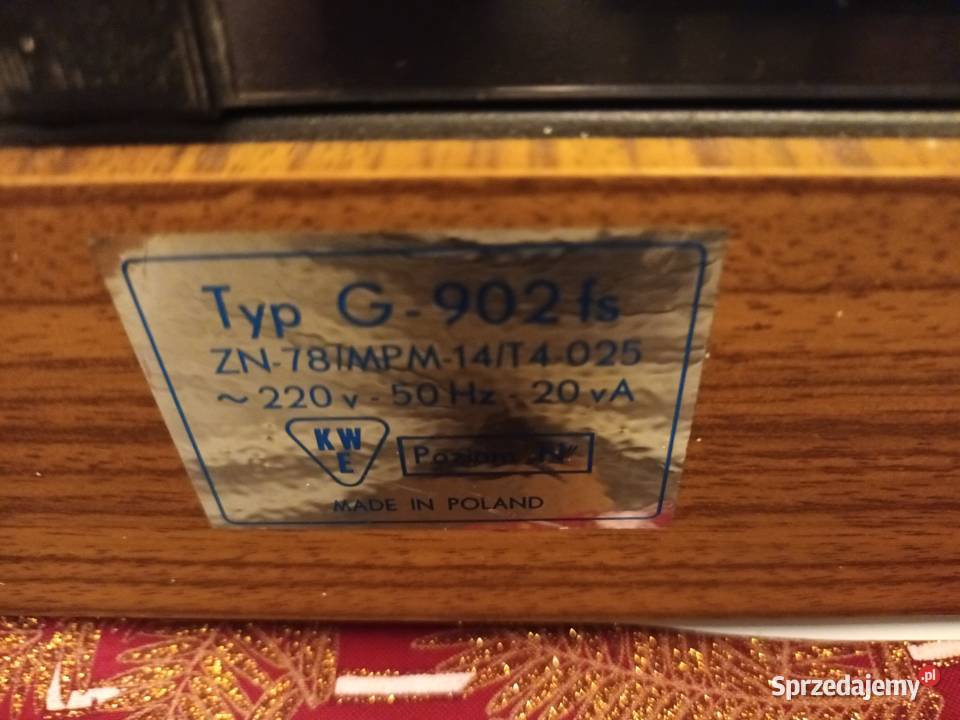 Typ G-902 fs
ZN-78/MPM-14/T4-025
~ 220 v - 50 Hz - 20 vA
KWE
Poziom „N”
MADE IN POLAND
Sprzedajemy.pl